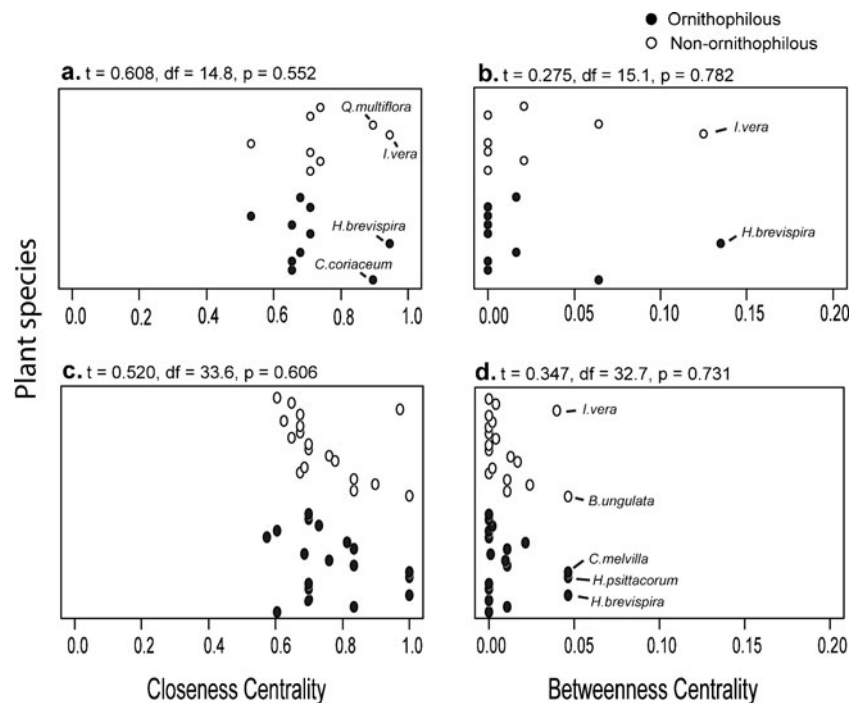 Ornithophilous
Non-ornithophilous
a. t = 0.608, df = 14.8, p = 0.552
Q.multiflora
I.vera
H.brevispira
C.coriaceum
0.0 0.2 0.4 0.6 0.8 1.0
b. t = 0.275, df = 15.1, p = 0.782
I.vera
H.brevispira
0.00 0.05 0.10 0.15 0.20
Plant species
c. t = 0.520, df = 33.6, p = 0.606
0.0 0.2 0.4 0.6 0.8 1.0
Closeness Centrality
d. t = 0.347, df = 32.7, p = 0.731
I.vera
B.ungulata
C.melvilla
H.psittacorum
H.brevispira
0.00 0.05 0.10 0.15 0.20
Betweenness Centrality